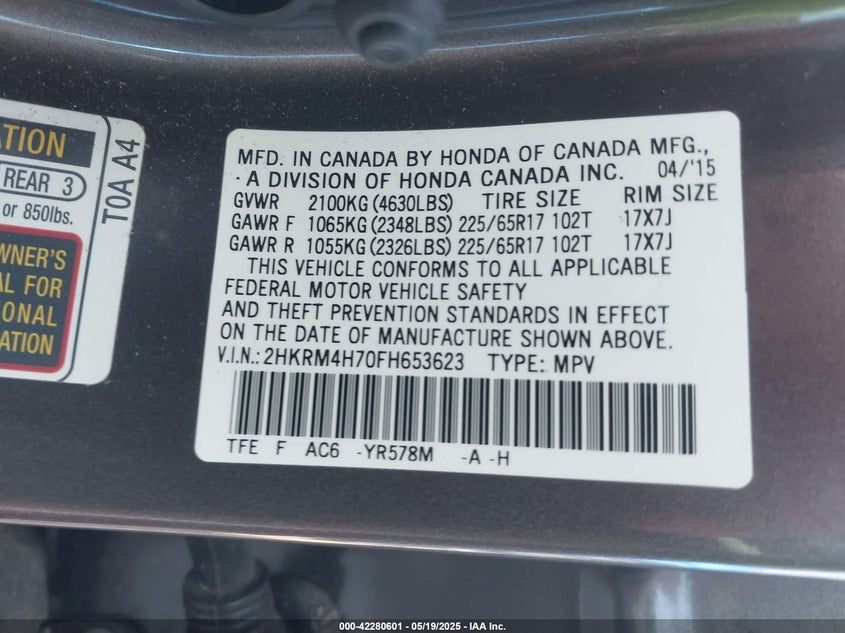 ATION
REAR 3
or 850lbs.
T0A A4
WNER'S
AL FOR
IONAL
ATION
MFD. IN CANADA BY HONDA OF CANADA MFG.,
A DIVISION OF HONDA CANADA INC. 04/'15
GVWR 2100KG (4630LBS) TIRE SIZE RIM SIZE
GAWR F 1065KG (2348LBS) 225/65R17 102T 17X7J
GAWR R 1055KG (2326LBS) 225/65R17 102T 17X7J
THIS VEHICLE CONFORMS TO ALL APPLICABLE
FEDERAL MOTOR VEHICLE SAFETY
AND THEFT PREVENTION STANDARDS IN EFFECT
ON THE DATE OF MANUFACTURE SHOWN ABOVE.
V.I.N.: 2HKRM4H70FH653623 TYPE: MPV
TFE F AC6 -YR578M -A -H
000-42280601 - 05/19/2025 - IAA Inc.